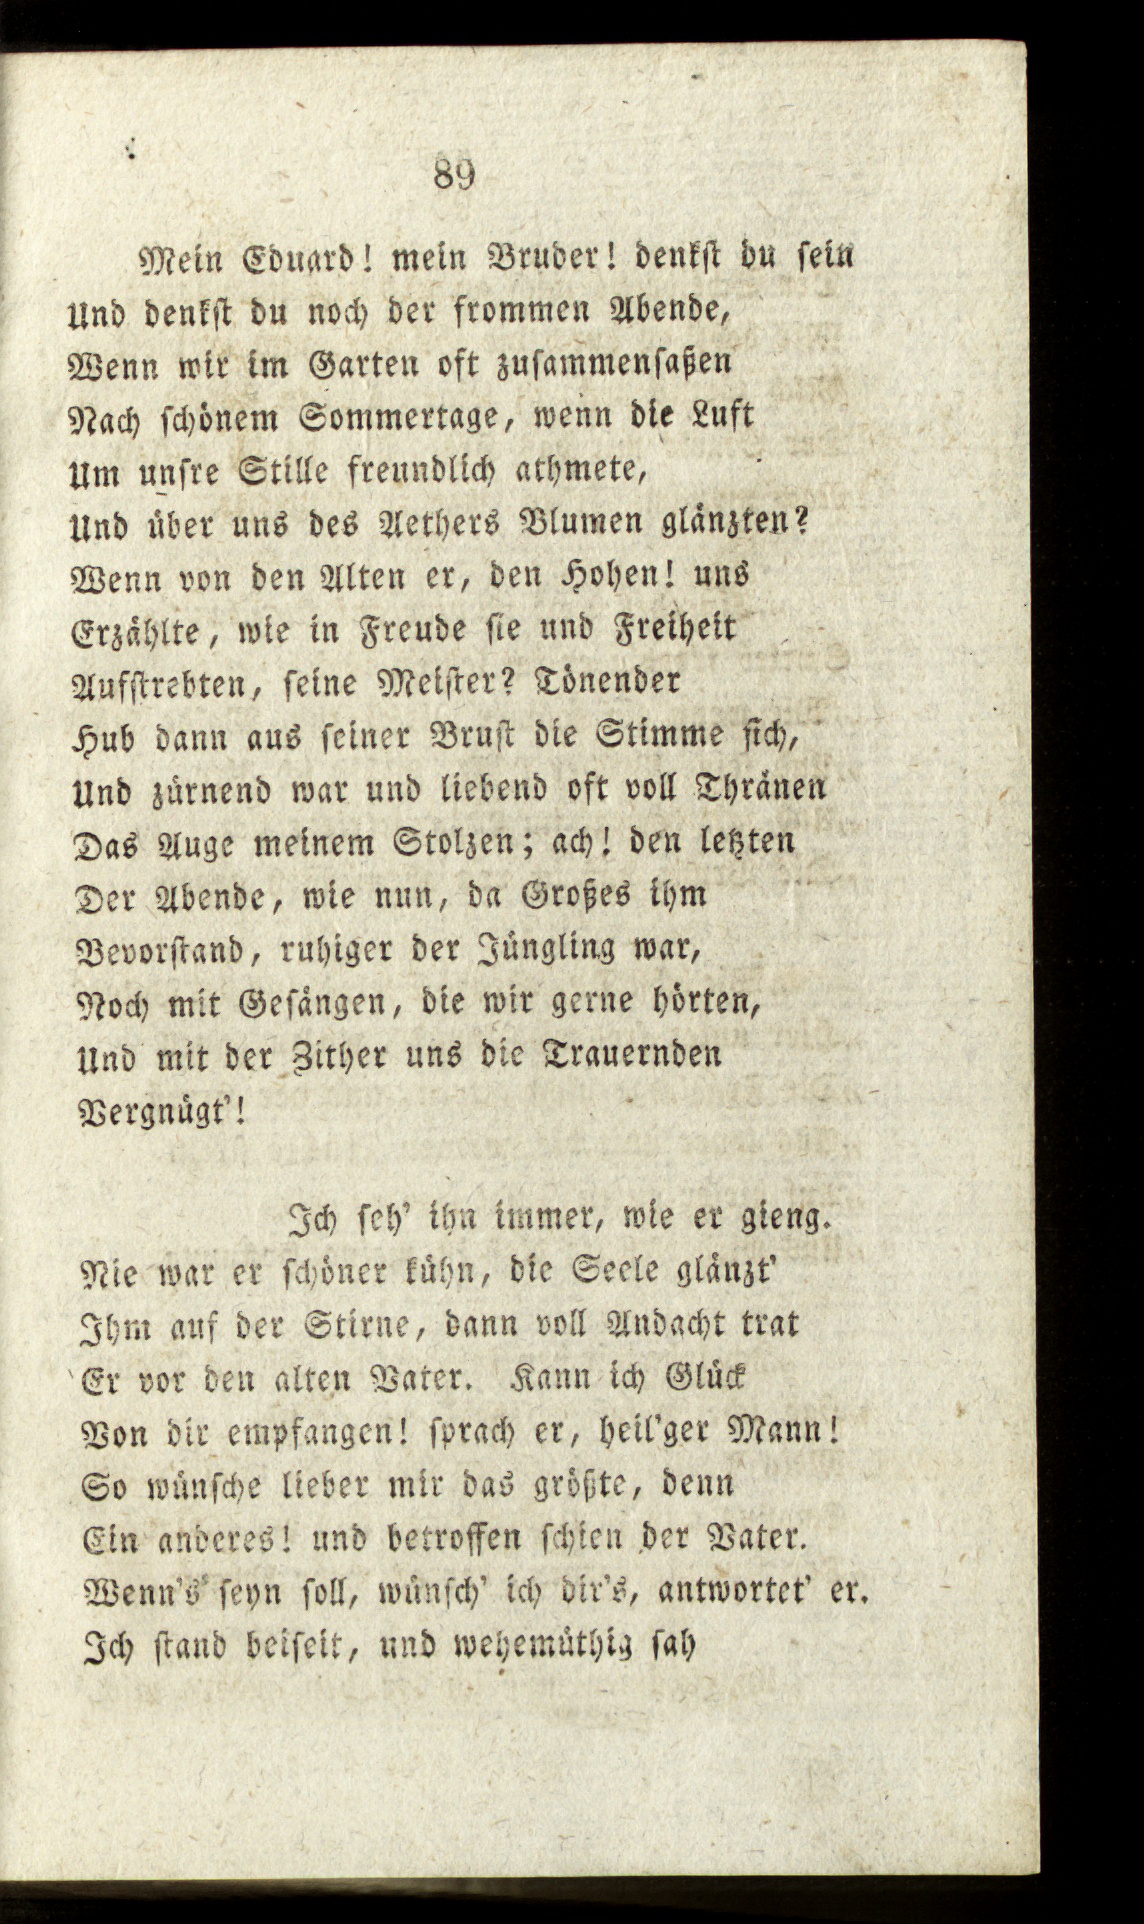 89
Mein Eduard! mein Bruder! denkst du sein
Und denkst du noch der frommen Abende,
Wenn wir im Garten oft zusammensaßen
Nach schönem Sommertage, wenn die Luft
Um unsre Stille freundlich athmete,
Und über uns des Aethers Blumen glänzten?
Wenn von den Alten er, den Hohen! uns
Erzählte, wie in Freude sie und Freiheit
Aufstrebten, seine Meister? Tönender
Hub dann aus seiner Brust die Stimme sich,
Und zürnend war und liebend oft voll Thränen
Das Auge meinem Stolzen; ach! den letzten
Der Abende, wie nun, da Großes ihm
Bevorstand, ruhiger der Jüngling war,
Noch mit Gesängen, die wir gerne hörten,
Und mit der Zither uns die Trauernden
Vergnügt'!
Ich seh' ihn immer, wie er gieng.
Nie war er schöner kühn, die Seele glänzt'
Ihm auf der Stirne, dann voll Andacht trat
Er vor den alten Vater. Kann ich Glück
Von dir empfangen! sprach er, heil'ger Mann!
So wünsche lieber mir das größte, denn
Ein anderes! und betroffen schien der Vater.
Wenn's seyn soll, wünsch' ich dir's, antwortet' er.
Ich stand beiseit, und wehemüthig sah